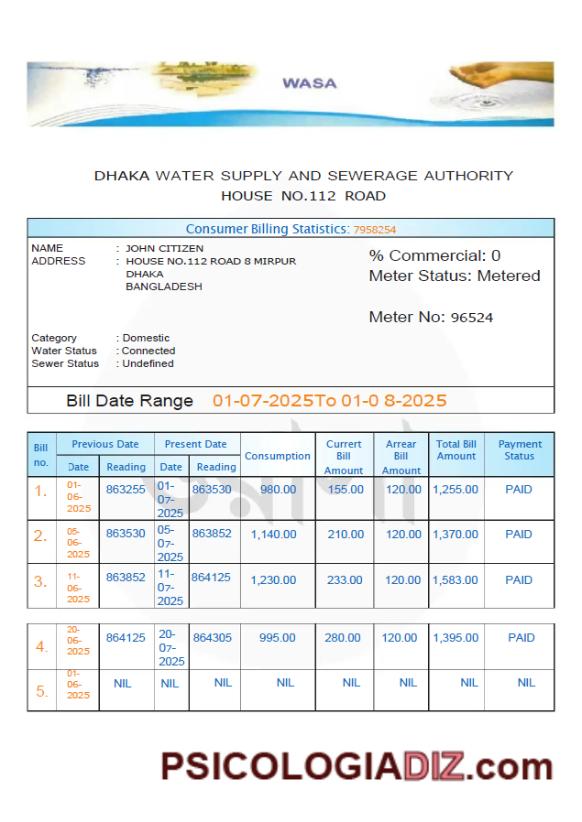 WASA
DHAKA WATER SUPPLY AND SEWERAGE AUTHORITY
HOUSE NO.112 ROAD
Consumer Billing Statistics: 7958254
NAME : JOHN CITIZEN
ADDRESS : HOUSE NO.112 ROAD 8 MIRPUR
DHAKA
BANGLADESH
% Commercial: 0
Meter Status: Metered
Meter No: 96524
Category : Domestic
Water Status : Connected
Sewer Status : Undefined
Bill Date Range 01-07-2025To 01-0 8-2025
Bill no. Previous Date Present Date Consumption Currert Bill Amount Arrear Bill Amount Total Bill Amount Payment Status
Date Reading Date Reading
1. 01-06-2025 863255 01-07-2025 863530 980.00 155.00 120.00 1,255.00 PAID
2. 05-06-2025 863530 05-07-2025 863852 1,140.00 210.00 120.00 1,370.00 PAID
3. 11-06-2025 863852 11-07-2025 864125 1,230.00 233.00 120.00 1,583.00 PAID
4. 20-06-2025 864125 20-07-2025 864305 995.00 280.00 120.00 1,395.00 PAID
5. 01-06-2025 NIL NIL NIL NIL NIL NIL NIL NIL
PSICOLOGIADIZ.com